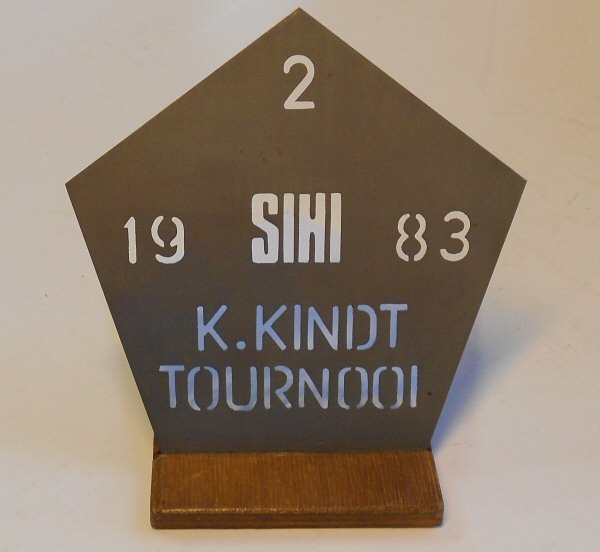 2
19 SIHI 83
K.KINDT
TOURNOOI